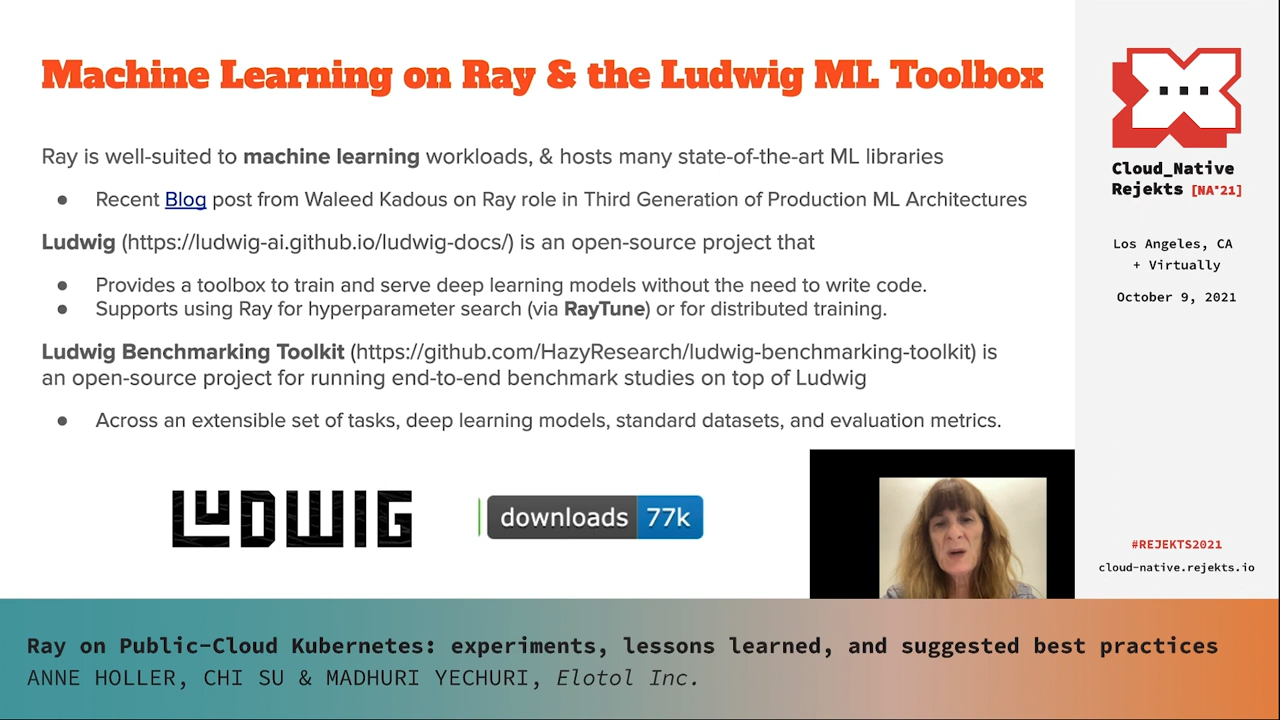 Machine Learning on Ray & the Ludwig ML Toolbox
Ray is well-suited to machine learning workloads, & hosts many state-of-the-art ML libraries
● Recent Blog post from Waleed Kadous on Ray role in Third Generation of Production ML Architectures
Ludwig (https://ludwig-ai.github.io/ludwig-docs/) is an open-source project that
● Provides a toolbox to train and serve deep learning models without the need to write code.
● Supports using Ray for hyperparameter search (via RayTune) or for distributed training.
Ludwig Benchmarking Toolkit (https://github.com/HazyResearch/ludwig-benchmarking-toolkit) is
an open-source project for running end-to-end benchmark studies on top of Ludwig
● Across an extensible set of tasks, deep learning models, standard datasets, and evaluation metrics.
LUDWIG
downloads 77k
Cloud_Native
Rejekts [NA*21]
Los Angeles, CA
+ Virtually
October 9, 2021
#REJEKTS2021
cloud-native.rejekts.io
Ray on Public-Cloud Kubernetes: experiments, lessons learned, and suggested best practices
ANNE HOLLER, CHI SU & MADHURI YECHURI, Elotol Inc.